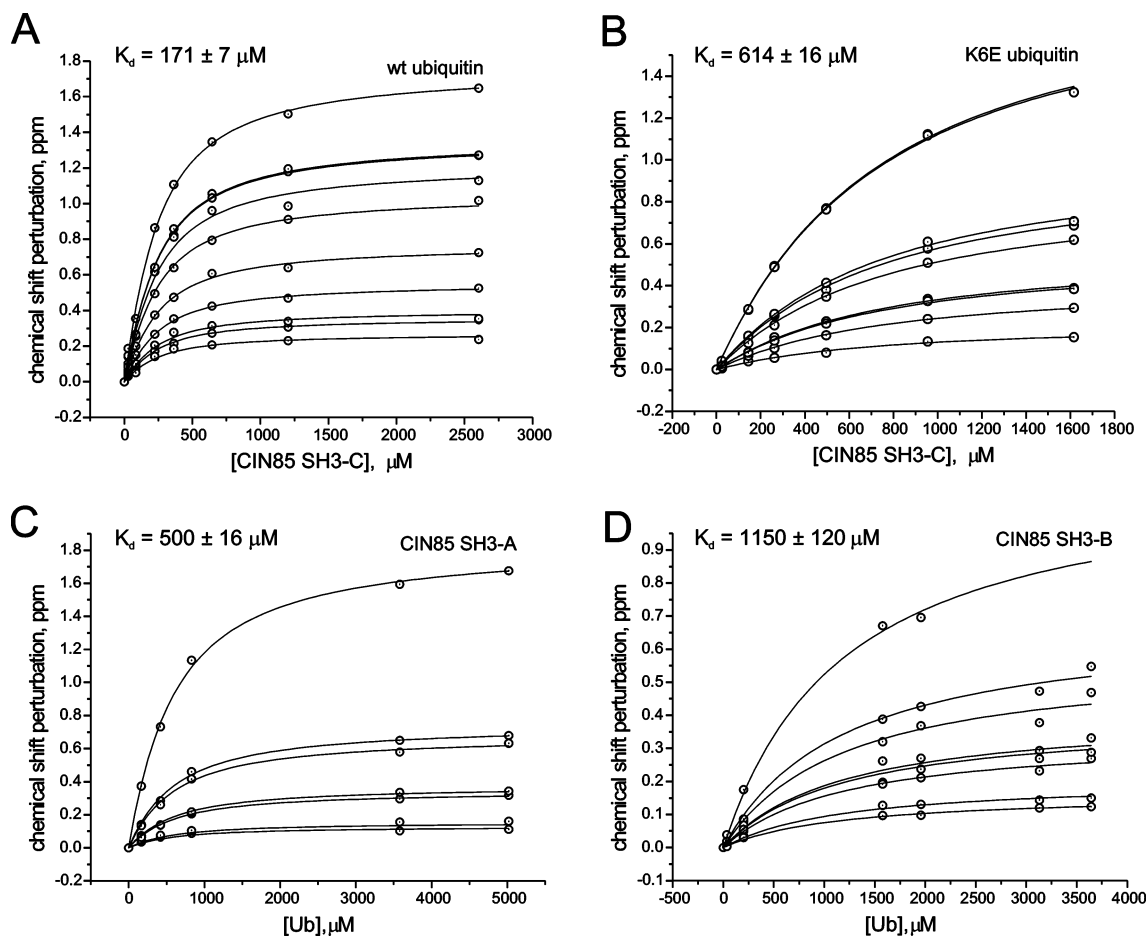 A
K_d = 171 ± 7 µM
wt ubiquitin
chemical shift perturbation, ppm
1.8
1.6
1.4
1.2
1.0
0.8
0.6
0.4
0.2
0.0
-0.2
0 500 1000 1500 2000 2500 3000
[CIN85 SH3-C], µM
B
K_d = 614 ± 16 µM
K6E ubiquitin
chemical shift perturbation, ppm
1.4
1.2
1.0
0.8
0.6
0.4
0.2
0.0
-0.2
-200 0 200 400 600 800 1000 1200 1400 1600 1800
[CIN85 SH3-C], µM
C
K_d = 500 ± 16 µM
CIN85 SH3-A
chemical shift perturbation, ppm
1.8
1.6
1.4
1.2
1.0
0.8
0.6
0.4
0.2
0.0
-0.2
0 1000 2000 3000 4000 5000
[Ub],µM
D
K_d = 1150 ± 120 µM
CIN85 SH3-B
chemical shift perturbation, ppm
0.9
0.8
0.7
0.6
0.5
0.4
0.3
0.2
0.1
0.0
-0.1
-500 0 500 1000 1500 2000 2500 3000 3500 4000
[Ub],µM